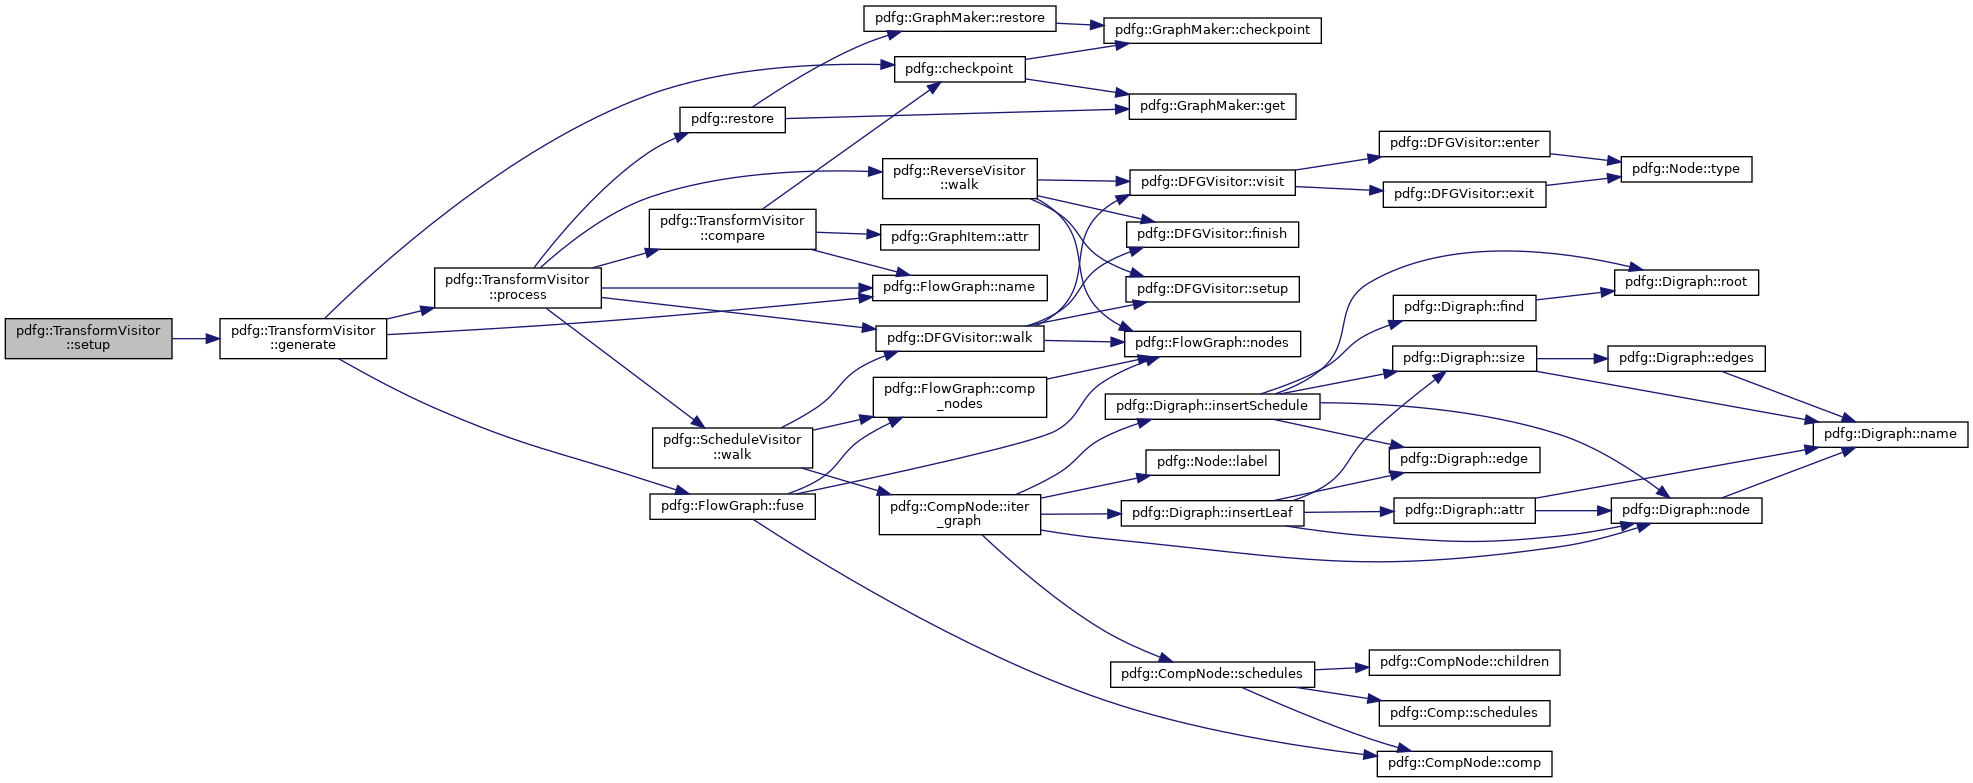 pdfg::TransformVisitor
::setup
pdfg::TransformVisitor
::generate
pdfg::TransformVisitor
::process
pdfg::restore
pdfg::TransformVisitor
::compare
pdfg::ScheduleVisitor
::walk
pdfg::FlowGraph::fuse
pdfg::GraphMaker::restore
pdfg::checkpoint
pdfg::ReverseVisitor
::walk
pdfg::GraphItem::attr
pdfg::FlowGraph::name
pdfg::DFGVisitor::walk
pdfg::FlowGraph::comp
_nodes
pdfg::CompNode::iter
_graph
pdfg::GraphMaker::checkpoint
pdfg::GraphMaker::get
pdfg::DFGVisitor::visit
pdfg::DFGVisitor::finish
pdfg::DFGVisitor::setup
pdfg::FlowGraph::nodes
pdfg::Digraph::insertSchedule
pdfg::Node::label
pdfg::Digraph::insertLeaf
pdfg::CompNode::schedules
pdfg::DFGVisitor::enter
pdfg::DFGVisitor::exit
pdfg::Digraph::find
pdfg::Digraph::size
pdfg::Digraph::edge
pdfg::Digraph::attr
pdfg::CompNode::children
pdfg::Comp::schedules
pdfg::CompNode::comp
pdfg::Node::type
pdfg::Digraph::root
pdfg::Digraph::edges
pdfg::Digraph::node
pdfg::Digraph::name